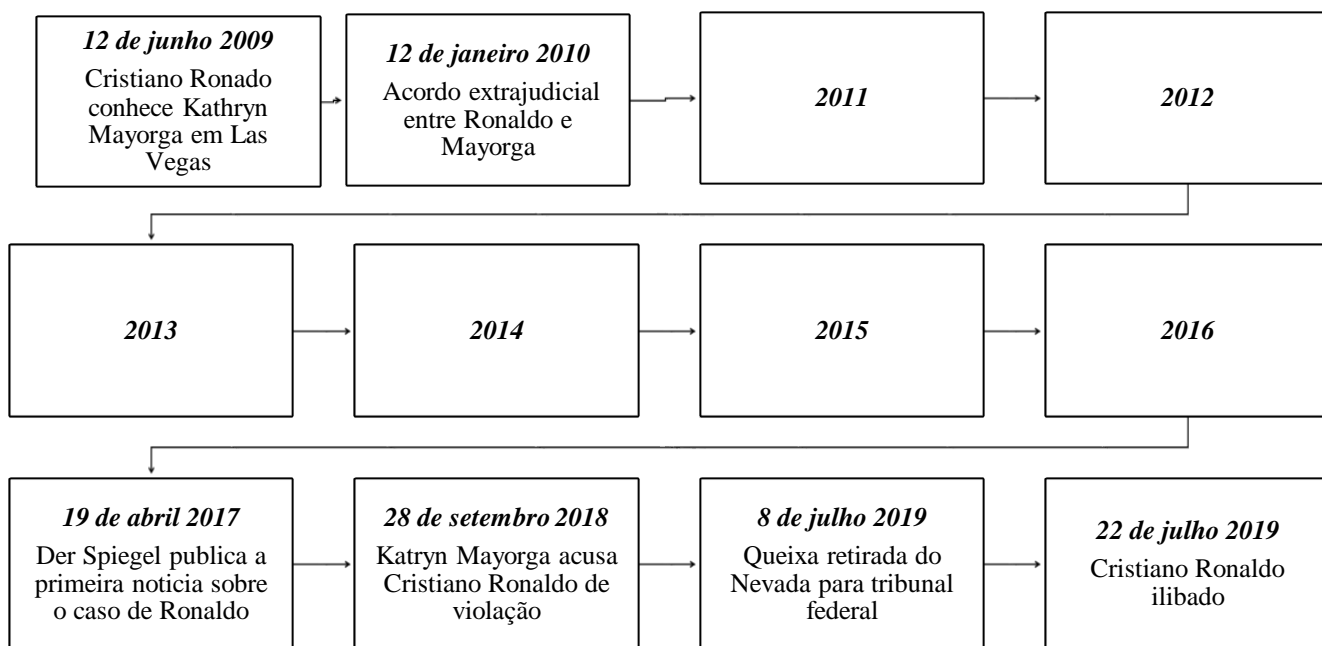 12 de junho 2009
Cristiano Ronado
conhece Kathryn
Mayorga em Las
Vegas
12 de janeiro 2010
Acordo extrajudicial
entre Ronaldo e
Mayorga
2011
2012
2013
2014
2015
2016
19 de abril 2017
Der Spiegel publica a
primeira noticia sobre
o caso de Ronaldo
28 de setembro 2018
Katryn Mayorga acusa
Cristiano Ronaldo de
violação
8 de julho 2019
Queixa retirada do
Nevada para tribunal
federal
22 de julho 2019
Cristiano Ronaldo
ilibado